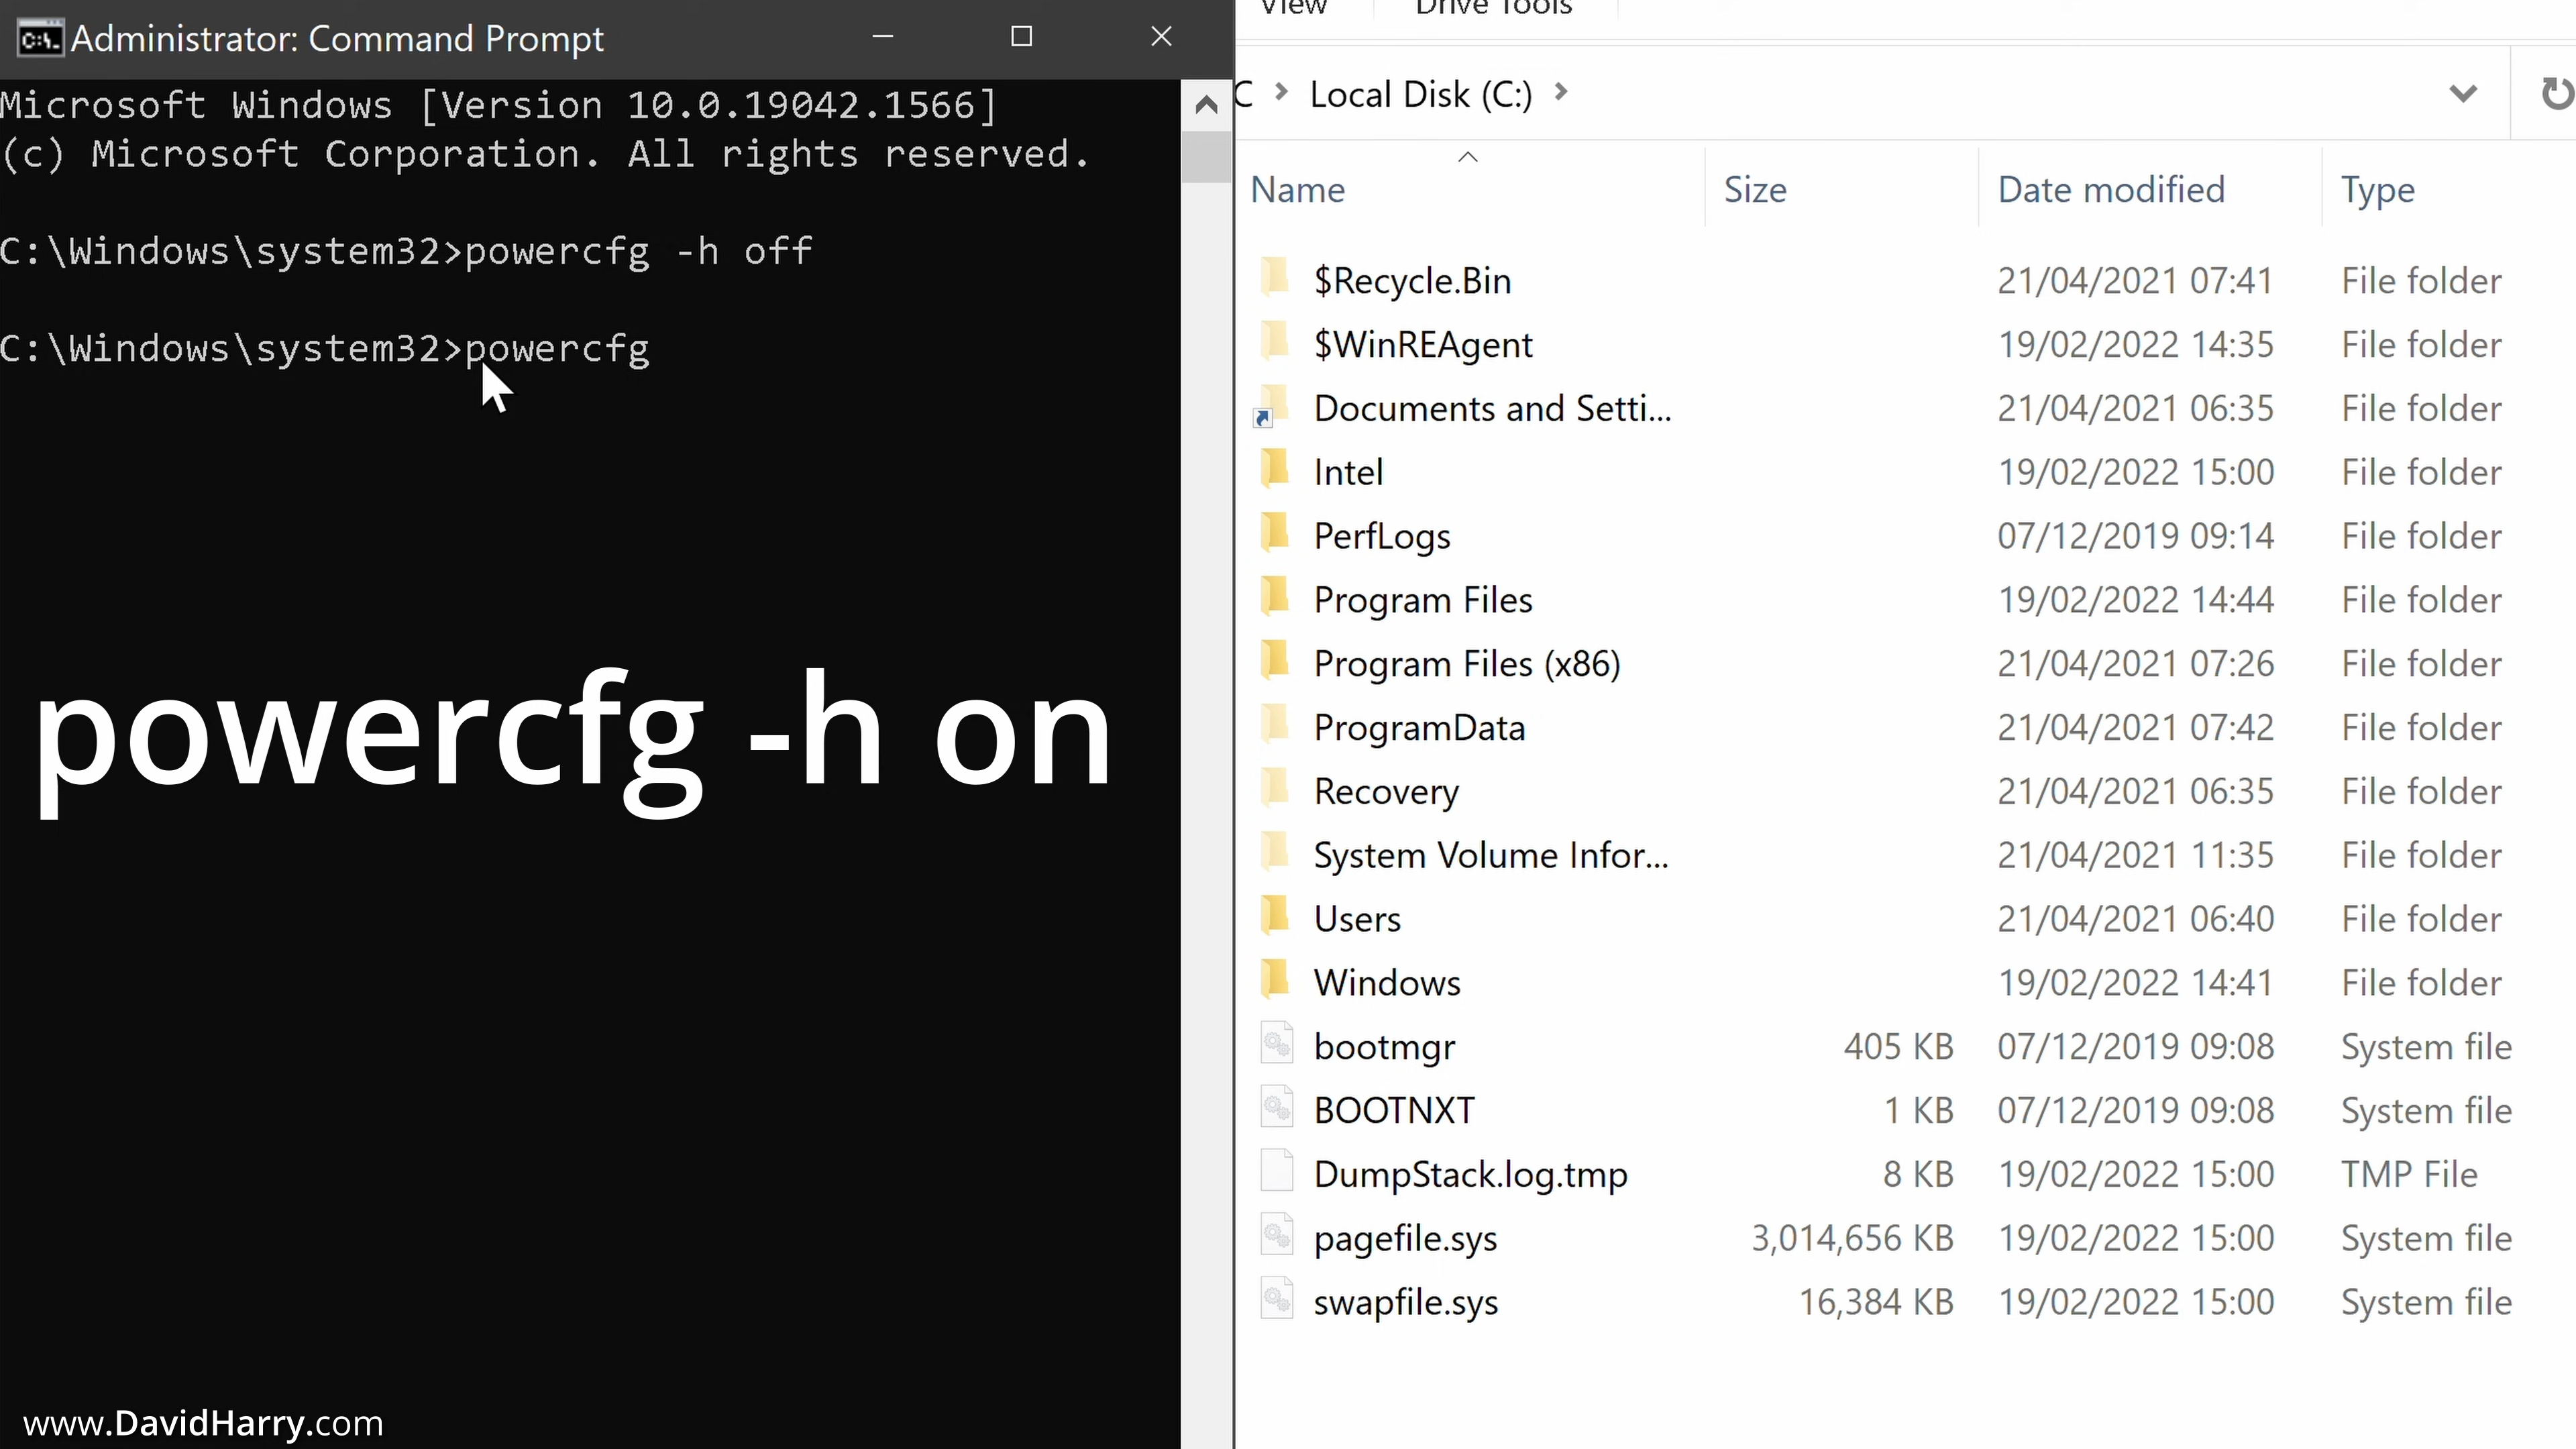 Administrator: Command Prompt
Microsoft Windows [Version 10.0.19042.1566]
(c) Microsoft Corporation. All rights reserved.
C:\Windows\system32>powercfg -h off
C:\Windows\system32>powercfg
powercfg -h on
www.DavidHarry.com
View Drive Tools
C > Local Disk (C:) >
Name Size Date modified Type
$Recycle.Bin 21/04/2021 07:41 File folder
$WinREAgent 19/02/2022 14:35 File folder
Documents and Setti... 21/04/2021 06:35 File folder
Intel 19/02/2022 15:00 File folder
PerfLogs 07/12/2019 09:14 File folder
Program Files 19/02/2022 14:44 File folder
Program Files (x86) 21/04/2021 07:26 File folder
ProgramData 21/04/2021 07:42 File folder
Recovery 21/04/2021 06:35 File folder
System Volume Infor... 21/04/2021 11:35 File folder
Users 21/04/2021 06:40 File folder
Windows 19/02/2022 14:41 File folder
bootmgr 405 KB 07/12/2019 09:08 System file
BOOTNXT 1 KB 07/12/2019 09:08 System file
DumpStack.log.tmp 8 KB 19/02/2022 15:00 TMP File
pagefile.sys 3,014,656 KB 19/02/2022 15:00 System file
swapfile.sys 16,384 KB 19/02/2022 15:00 System file